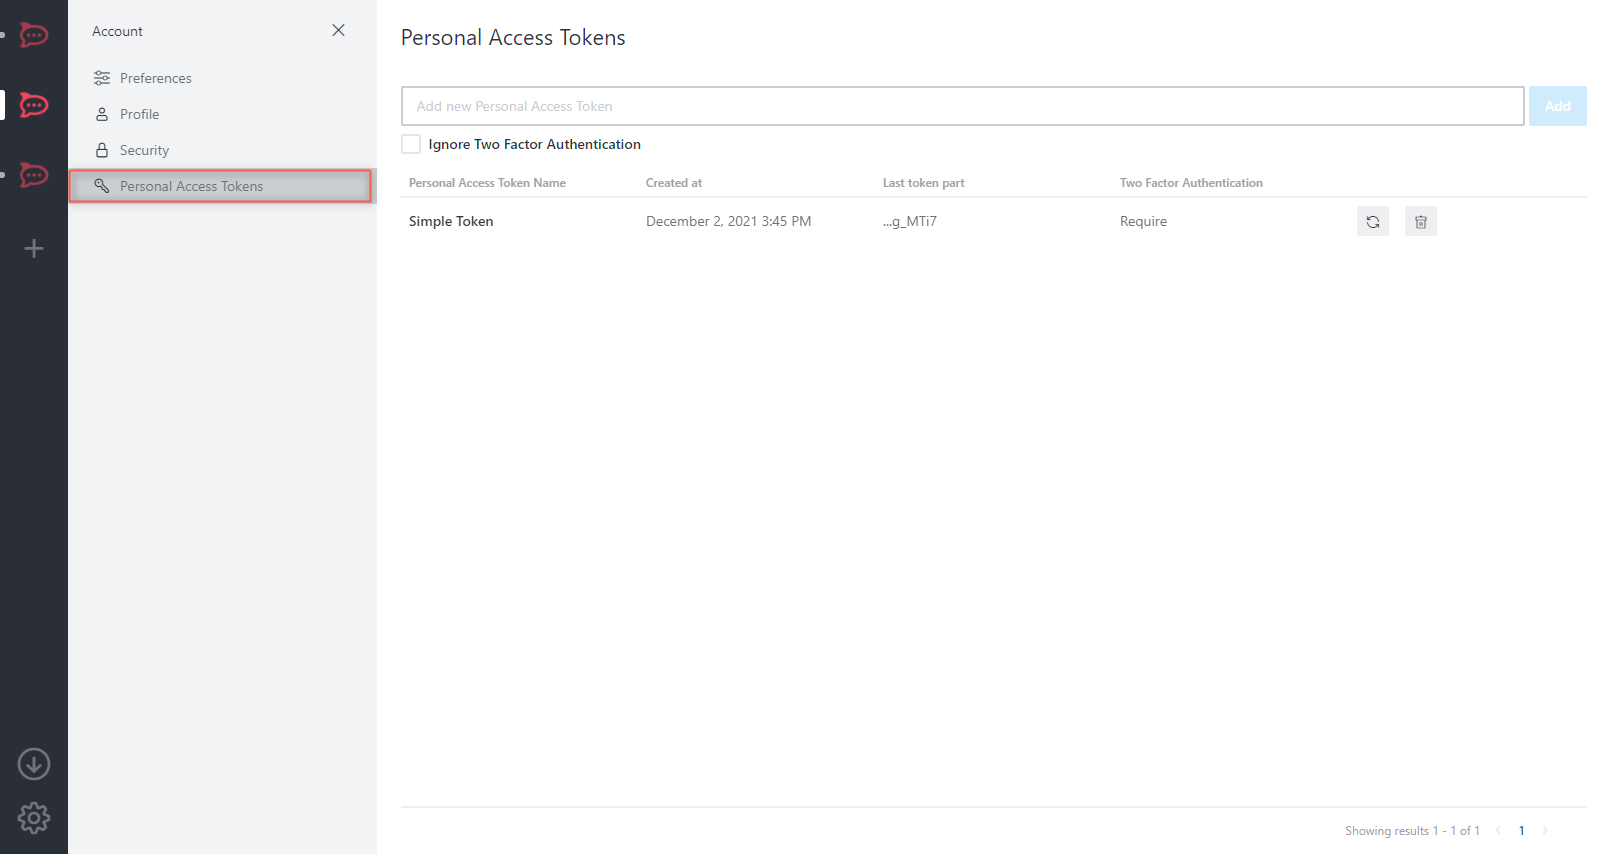 Account
Preferences
Profile
Security
Personal Access Tokens
Personal Access Tokens
Add new Personal Access Token
Add
Ignore Two Factor Authentication
Personal Access Token Name Created at Last token part Two Factor Authentication
Simple Token December 2, 2021 3:45 PM ...g_MTi7 Require
Showing results 1 - 1 of 1 1